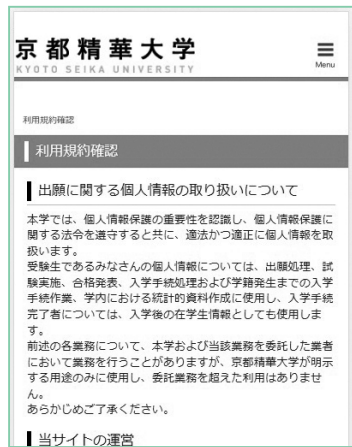 京都精華大学
KYOTO SEIKA UNIVERSITY
Menu
利用規約確認
利用規約確認
出願に関する個人情報の取り扱いについて
本学では、個人情報保護の重要性を認識し、個人情報保護に
関する法令を遵守すると共に、適法かつ適正に個人情報を取
扱います。
受験生であるみなさんの個人情報については、出願処理、試
験実施、合格発表、入学手続処理および学籍発生までの入学
手続作業、学内における統計的資料作成に使用し、入学手続
完了者については、入学後の在学生情報としても使用しま
す。
前述の各業務について、本学および当該業務を委託した業者
において業務を行うことがありますが、京都精華大学が明示
する用途のみに使用し、委託業務を超えた利用はありませ
ん。
あらかじめご了承ください。
当サイトの運営